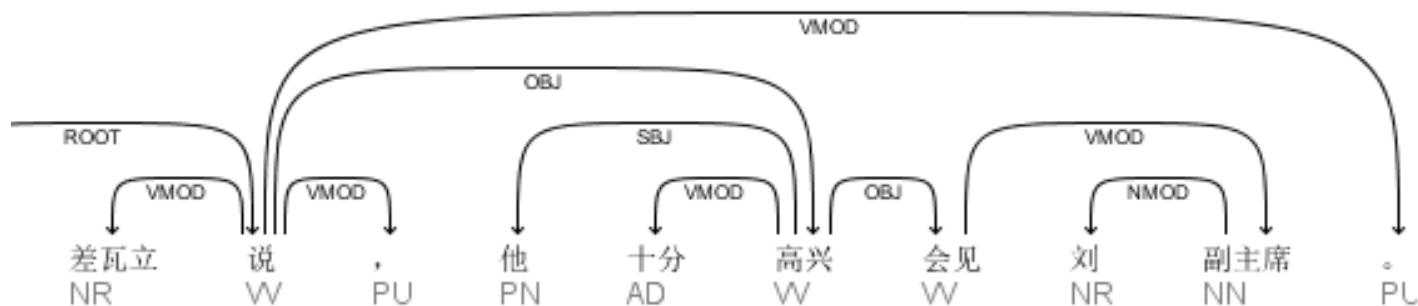 VMOD
OBJ
ROOT SBJ VMOD
VMOD VMOD VMOD OBJ NMOD
差瓦立 说 , 他 十分 高兴 会见 刘 副主席 。
NR VV PU PN AD VV VV NR NN PU